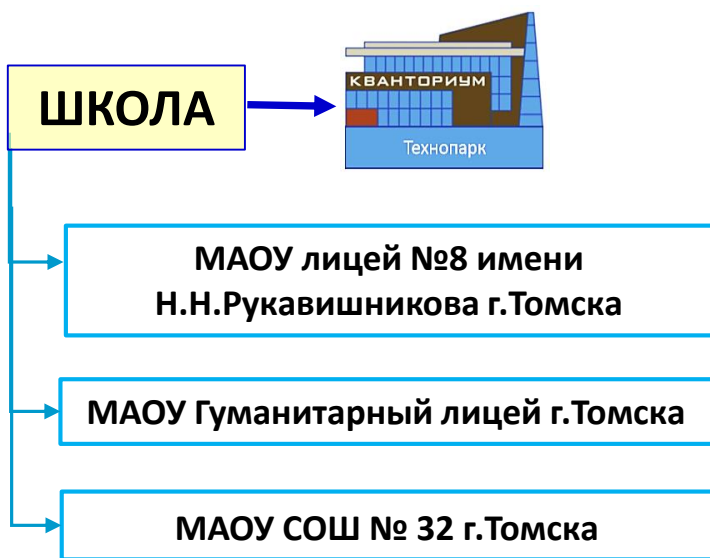 ШКОЛА
КВАНТОРИУМ
Технопарк
МАОУ лицей №8 имени
Н.Н.Рукавишникова г.Томска
МАОУ Гуманитарный лицей г.Томска
МАОУ СОШ № 32 г.Томска